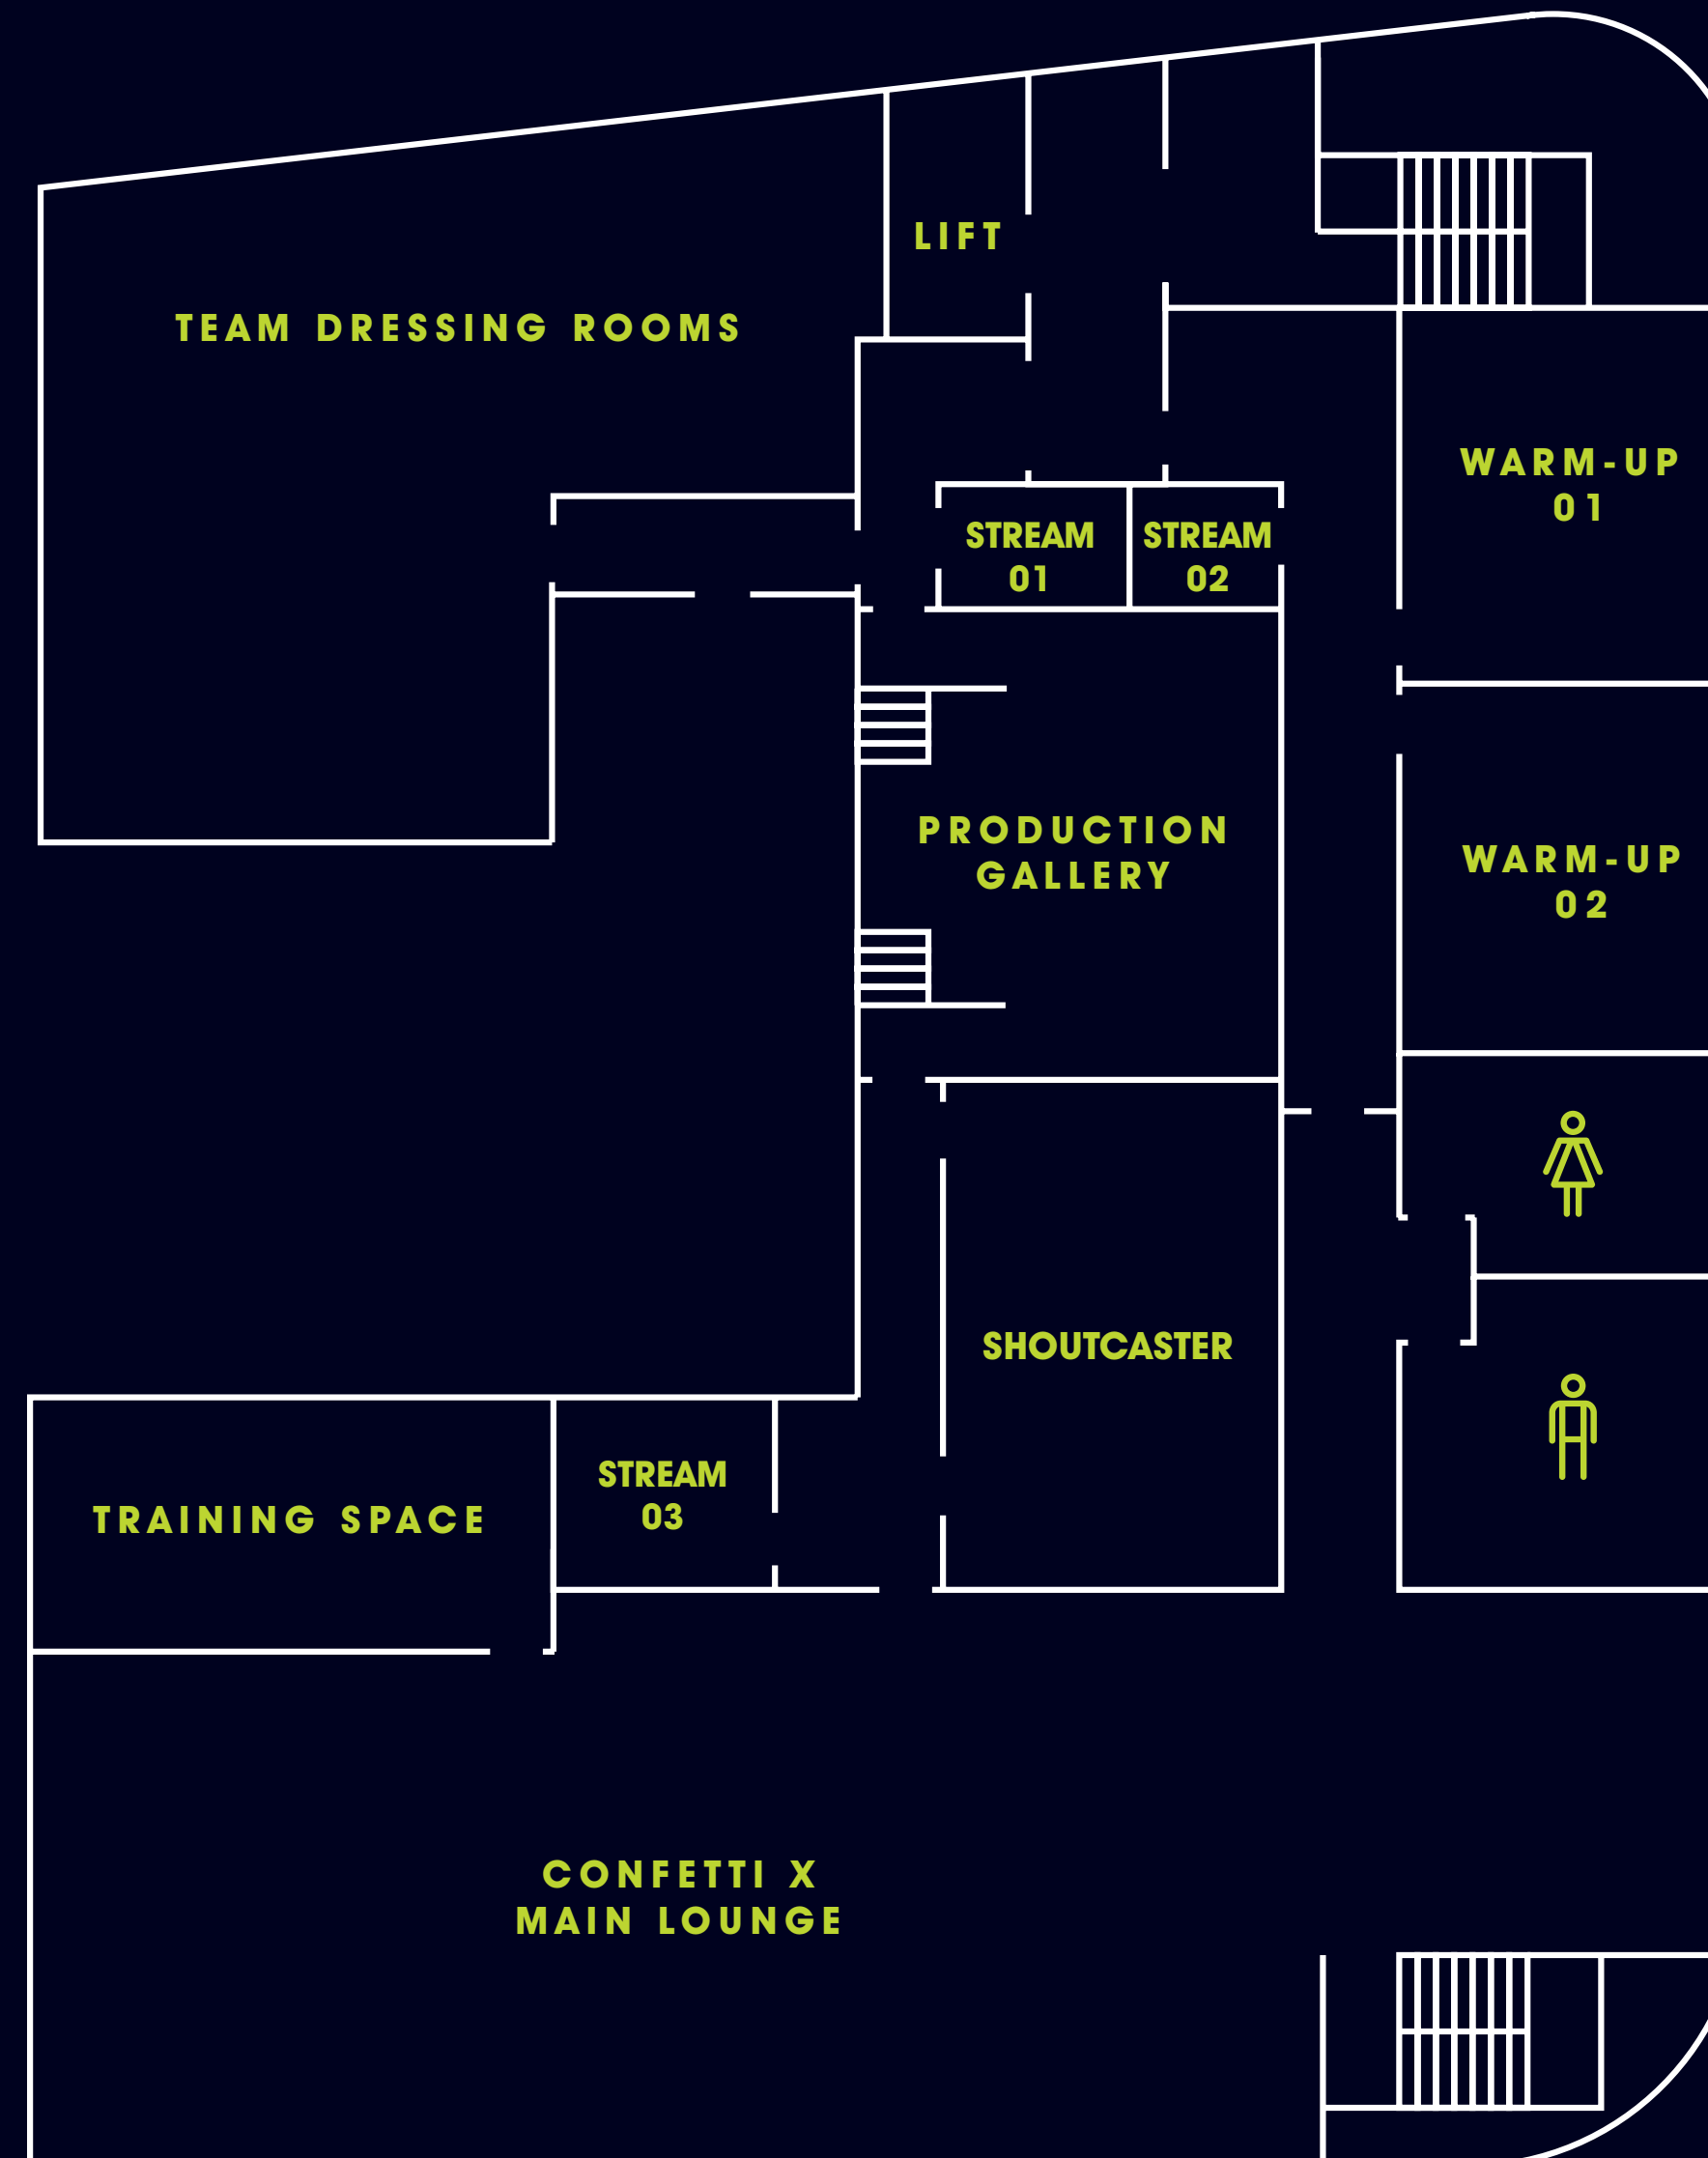 LIFT
TEAM DRESSING ROOMS
WARM-UP
01
STREAM
01
STREAM
02
PRODUCTION
GALLERY
WARM-UP
02
SHOUTCASTER
STREAM
03
TRAINING SPACE
CONFETTI X
MAIN LOUNGE